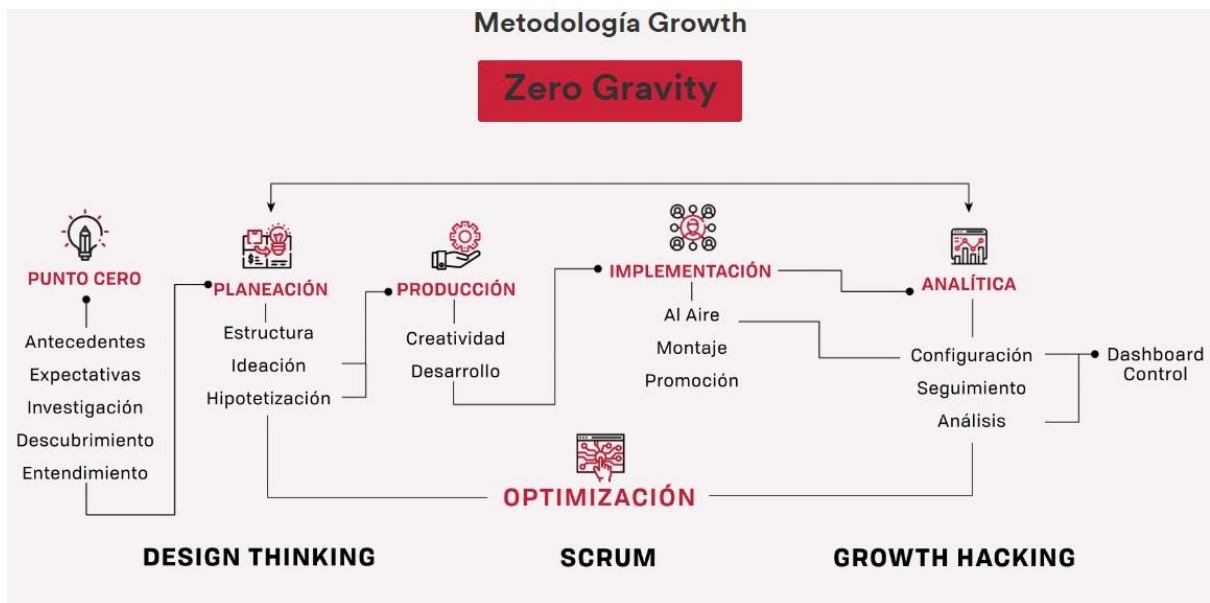 Metodología Growth
Zero Gravity
PUNTO CERO
Antecedentes
Expectativas
Investigación
Descubrimiento
Entendimiento
PLANEACIÓN
Estructura
Ideación
Hipotetización
PRODUCCIÓN
Creatividad
Desarrollo
IMPLEMENTACIÓN
Al Aire
Montaje
Promoción
ANALÍTICA
Configuración
Seguimiento
Análisis
Dashboard
Control
OPTIMIZACIÓN
DESIGN THINKING
SCRUM
GROWTH HACKING